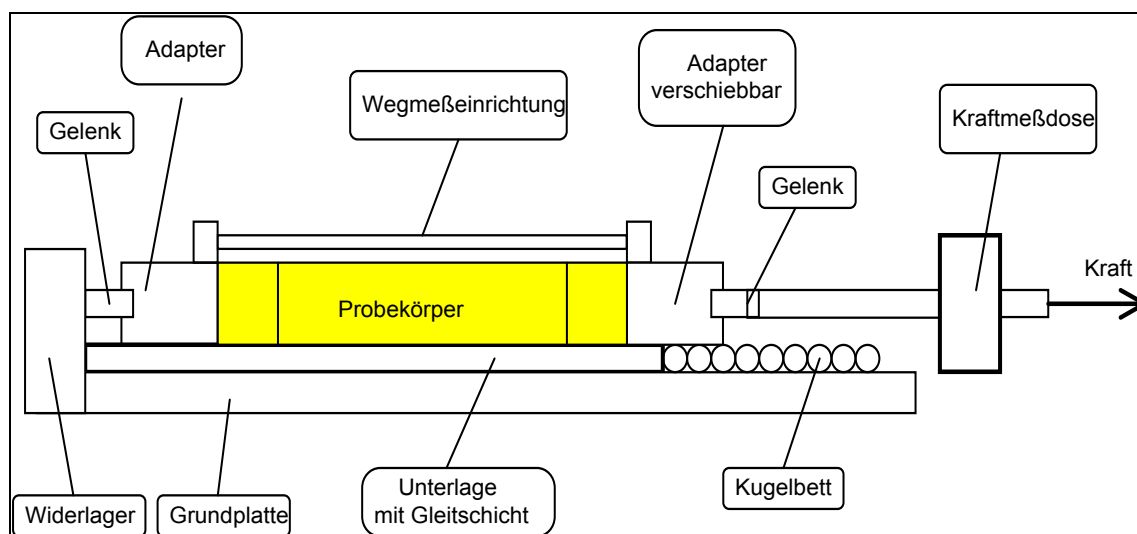 Adapter
Adapter
verschiebbar
Wegmeßeinrichtung
Kraftmeßdose
Gelenk
Gelenk
Kraft
Probekörper
Unterlage
mit Gleitschicht
Kugelbett
Widerlager
Grundplatte